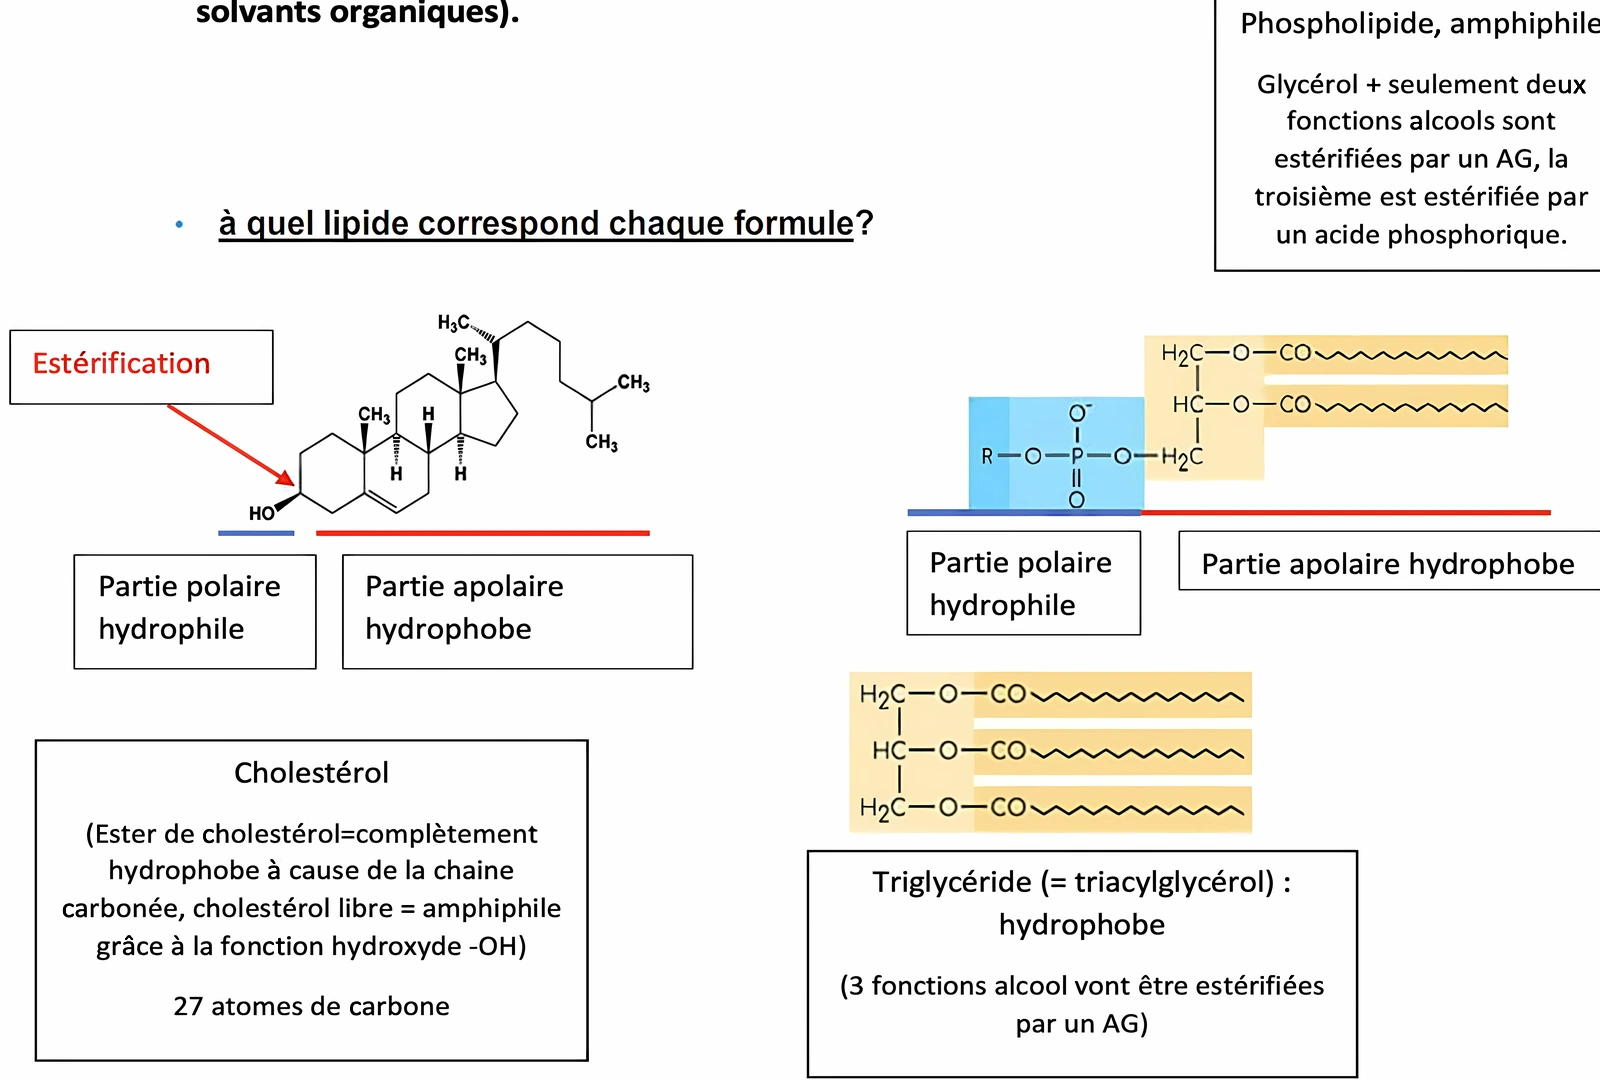 solvants organiques).
Phospholipide, amphiphile
Glycérol + seulement deux
fonctions alcools sont
estérifiées par un AG, la
troisième est estérifiée par
un acide phosphorique.
• à quel lipide correspond chaque formule?
Estérification
H₃C
CH₃
CH₃
CH₃
H
H
H
CH₃
HO
Partie polaire
hydrophile
Partie apolaire
hydrophobe
H₂C—O—CO
HC—O—CO
O⁻
R—O—P—O—H₂C
O
Partie polaire
hydrophile
Partie apolaire hydrophobe
H₂C—O—CO
HC—O—CO
H₂C—O—CO
Cholestérol
(Ester de cholestérol=complètement
hydrophobe à cause de la chaine
carbonée, cholestérol libre = amphiphile
grâce à la fonction hydroxyde -OH)
27 atomes de carbone
Triglycéride (= triacylglycérol) :
hydrophobe
(3 fonctions alcool vont être estérifiées
par un AG)